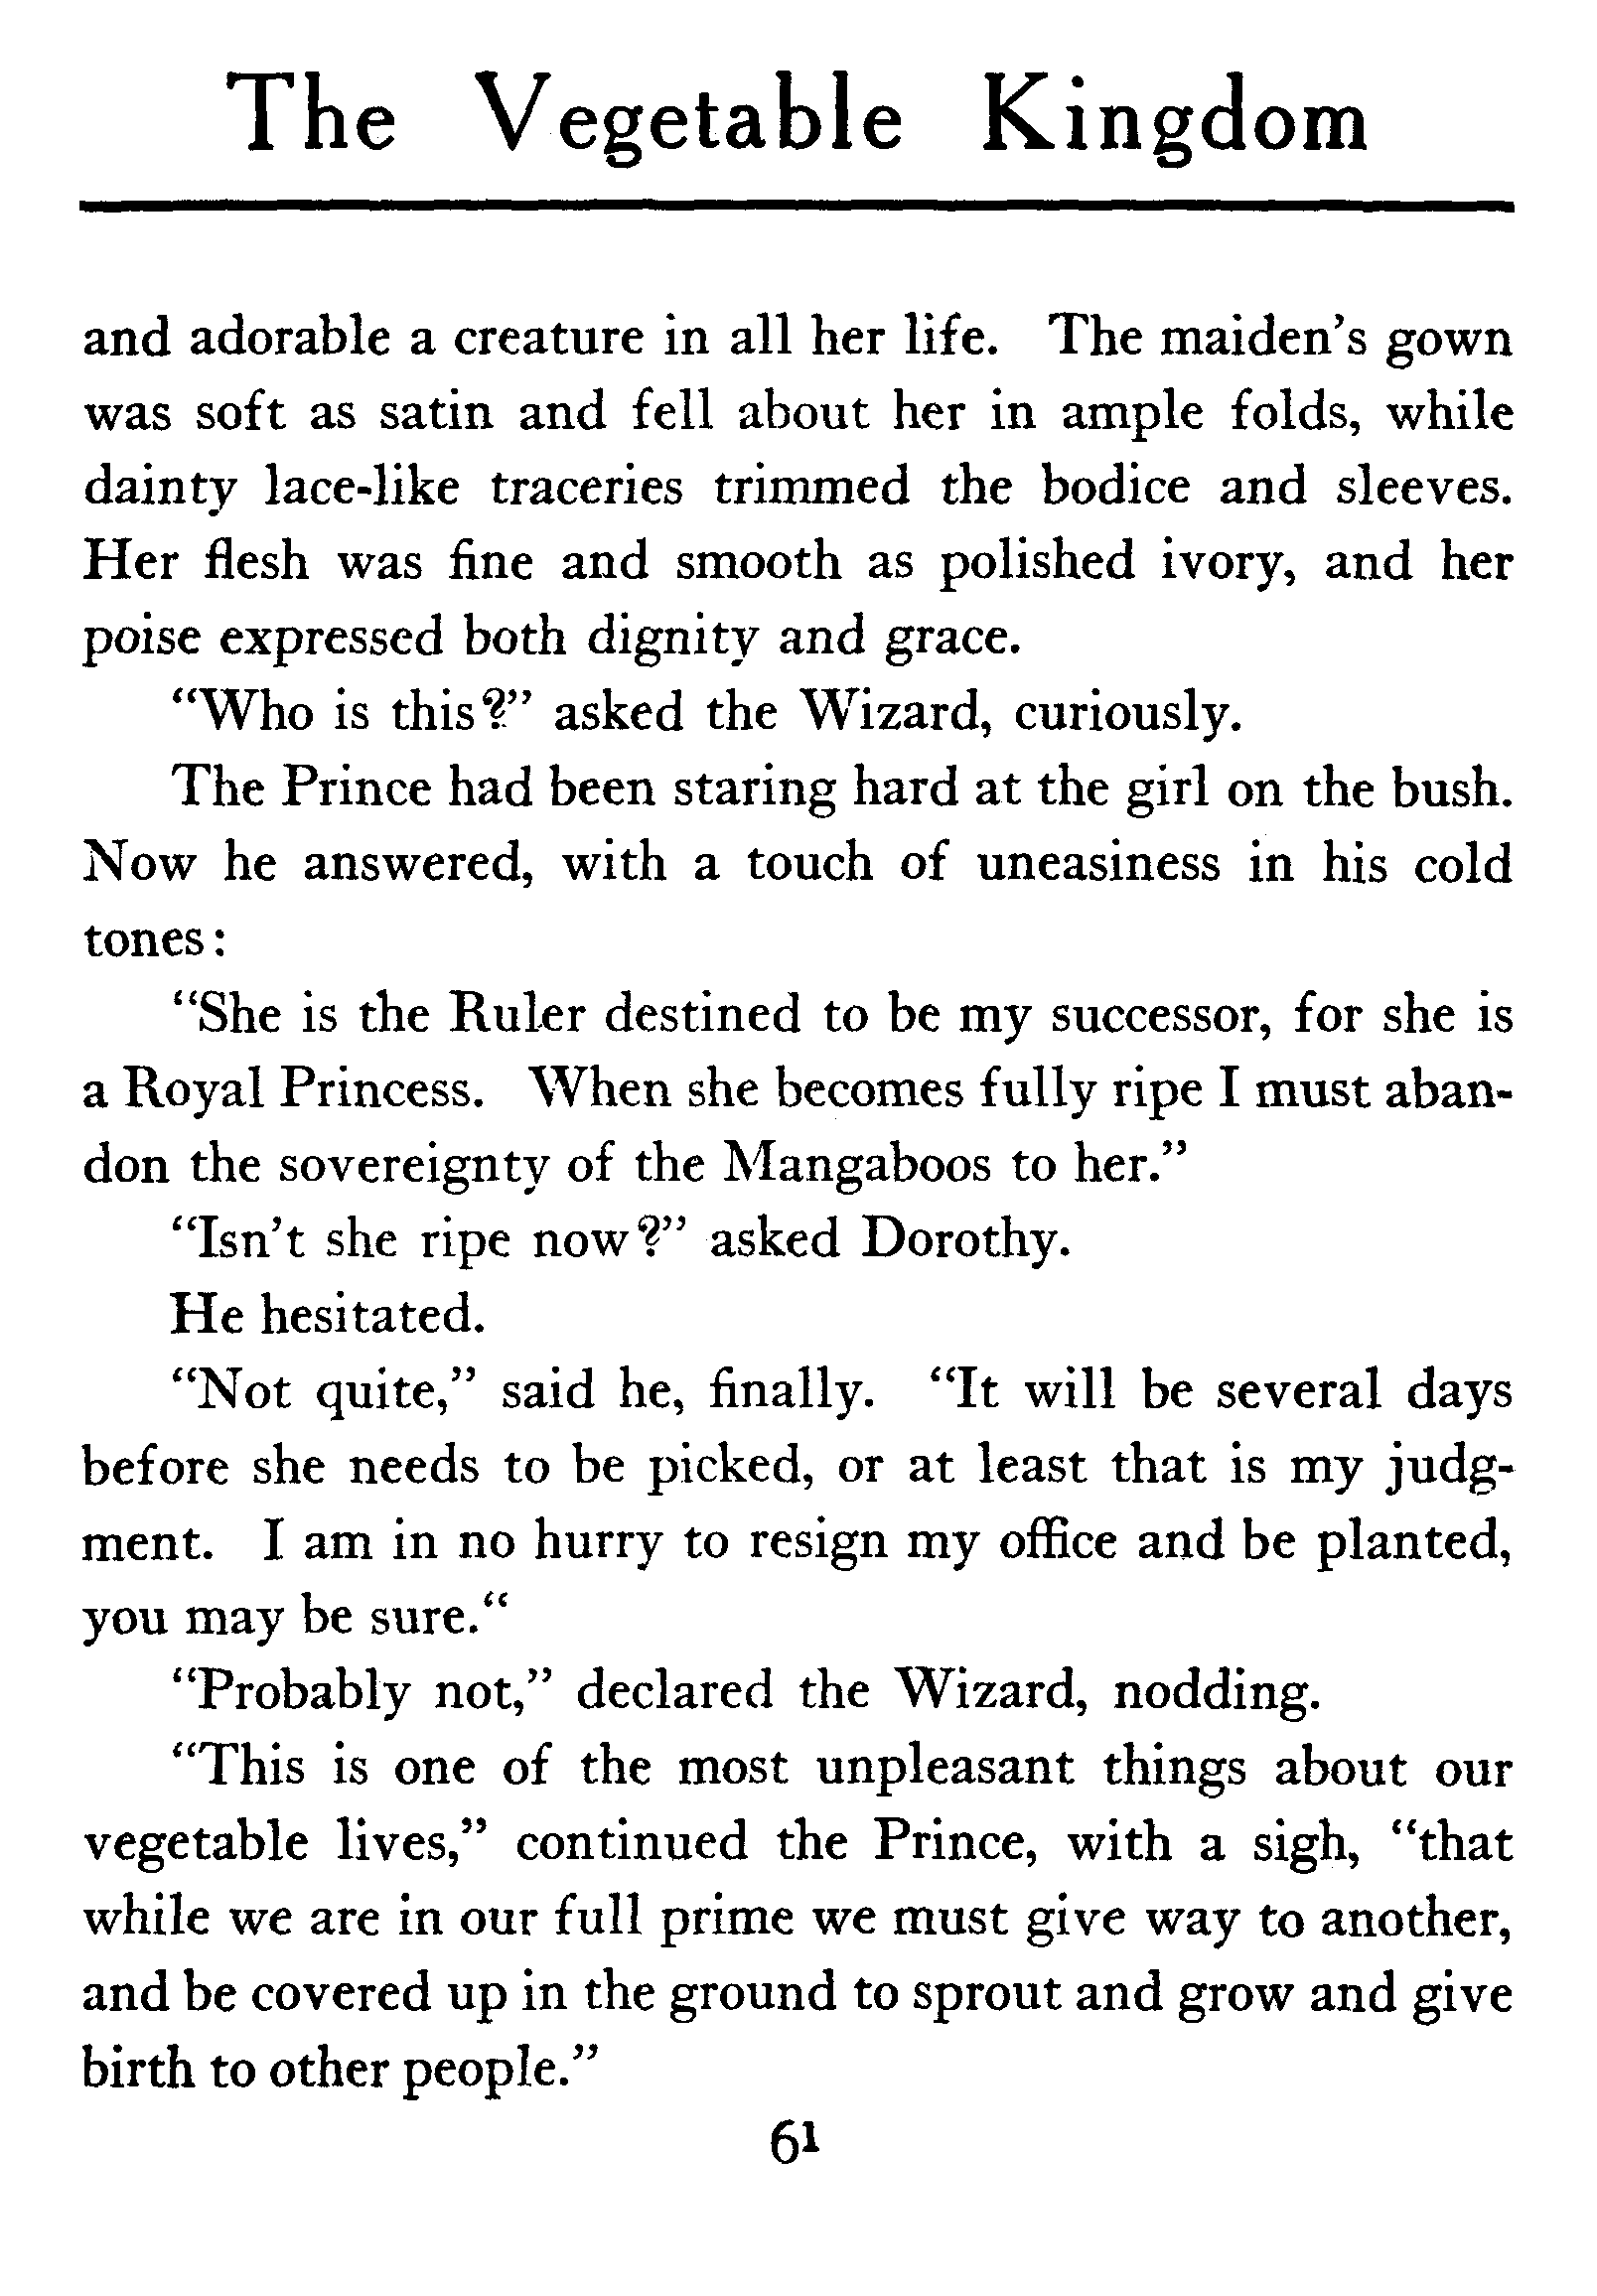 The Vegetable Kingdom
and adorable a creature in all her life. The maiden's gown
was soft as satin and fell about her in ample folds, while
dainty lace-like traceries trimmed the bodice and sleeves.
Her flesh was fine and smooth as polished ivory, and her
poise expressed both dignity and grace.
“Who is this?” asked the Wizard, curiously.
The Prince had been staring hard at the girl on the bush.
Now he answered, with a touch of uneasiness in his cold
tones:
“She is the Ruler destined to be my successor, for she is
a Royal Princess. When she becomes fully ripe I must aban-
don the sovereignty of the Mangaboos to her.”
“Isn't she ripe now?” asked Dorothy.
He hesitated.
“Not quite,” said he, finally. “It will be several days
before she needs to be picked, or at least that is my judg-
ment. I am in no hurry to resign my office and be planted,
you may be sure.“
“Probably not,” declared the Wizard, nodding.
“This is one of the most unpleasant things about our
vegetable lives,” continued the Prince, with a sigh, “that
while we are in our full prime we must give way to another,
and be covered up in the ground to sprout and grow and give
birth to other people.”
61